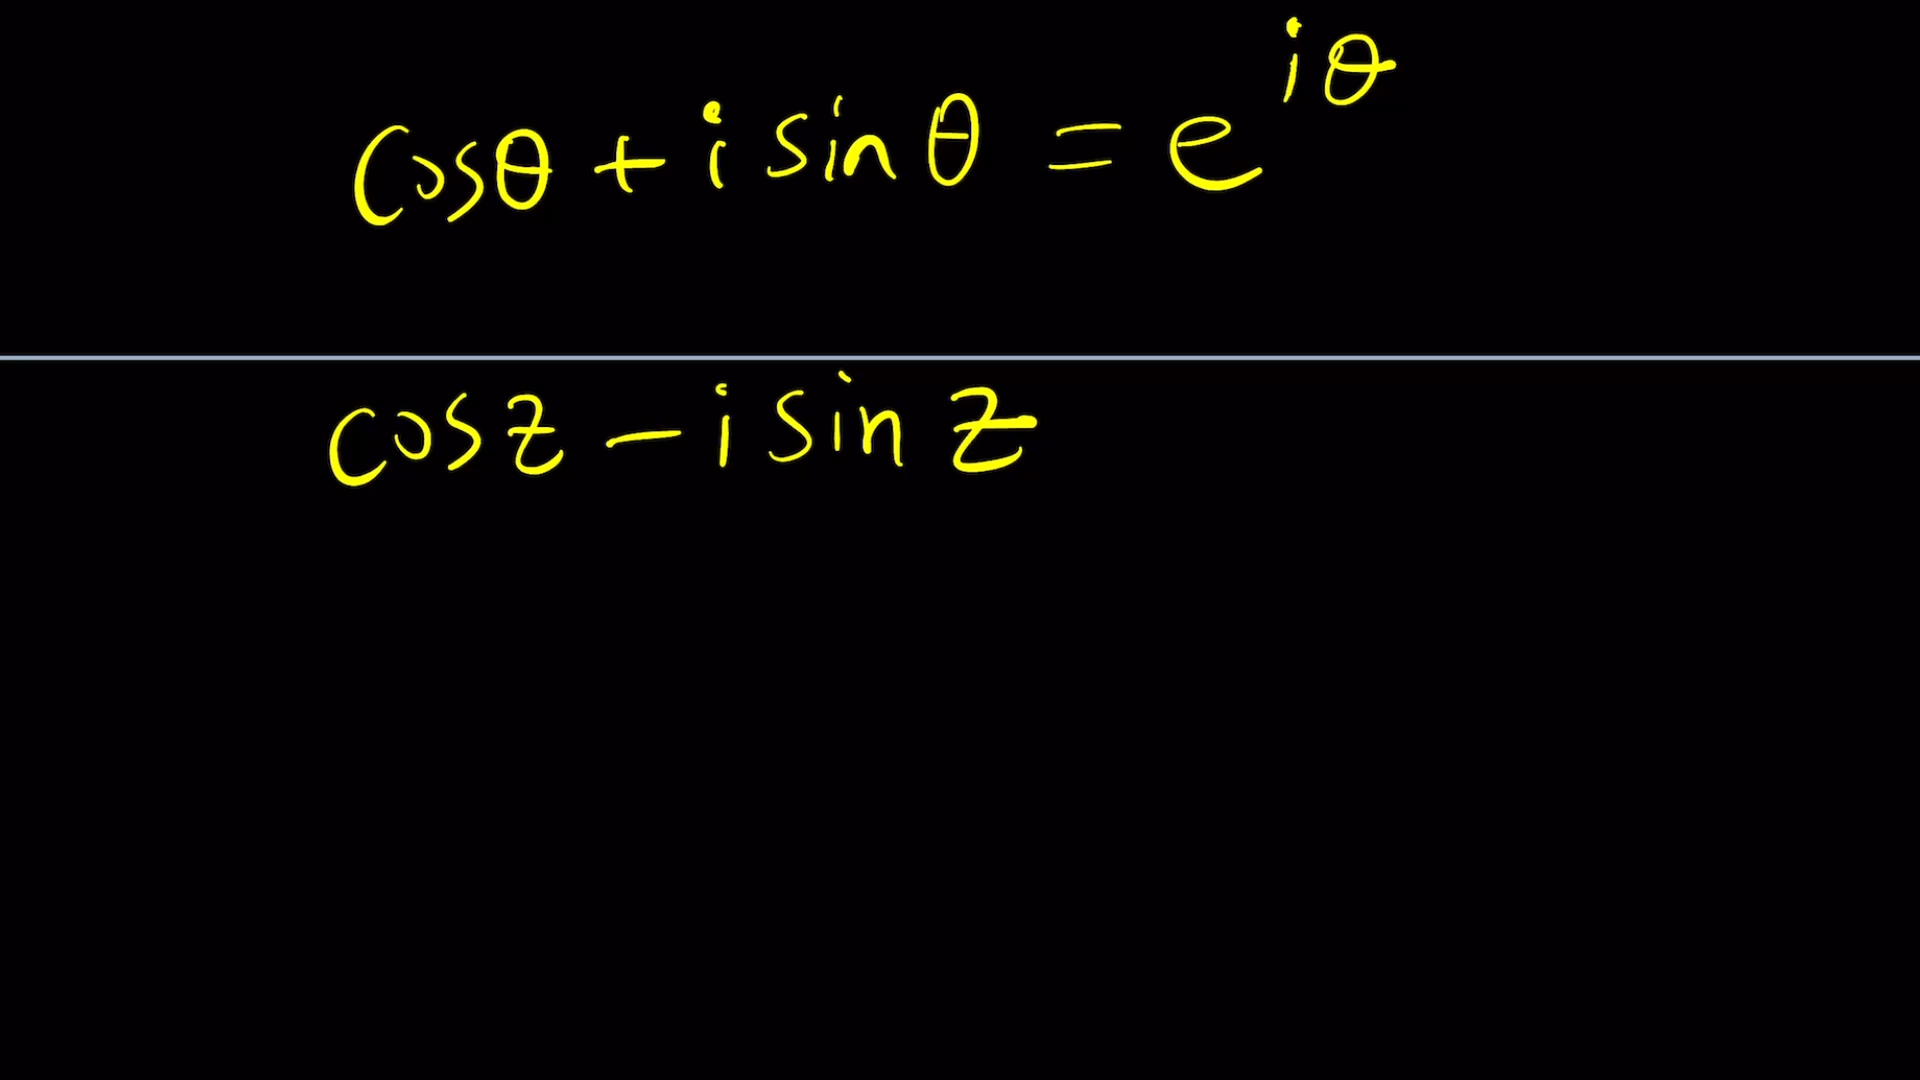 cosθ + i sin θ = e^{iθ}
cos z − i sin z